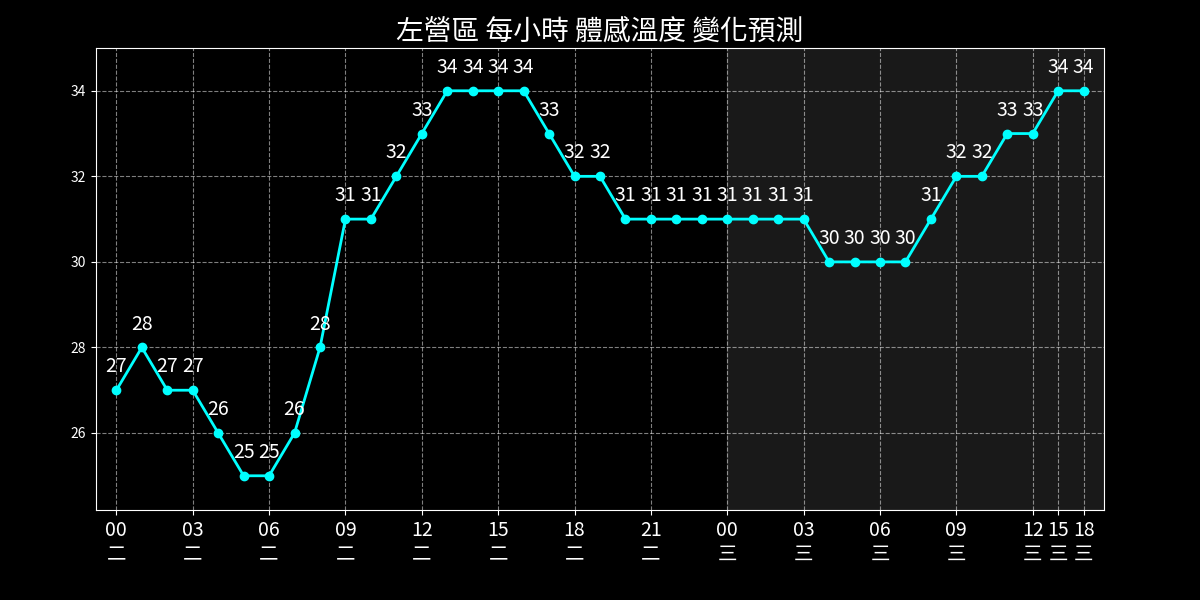 左營區 每小時 體感溫度 變化預測
34 34 34 34 34 34
34
33 33 33 33
32 32 32 32 32
32
31 31 31 31 31 31 31 31 31 31 31
30 30 30 30
30
28 28
28
27 27 27
26 26
26
25 25
00 03 06 09 12 15 18 21 00 03 06 09 12 15 18
二 二 二 二 二 二 二 二 三 三 三 三 三 三 三